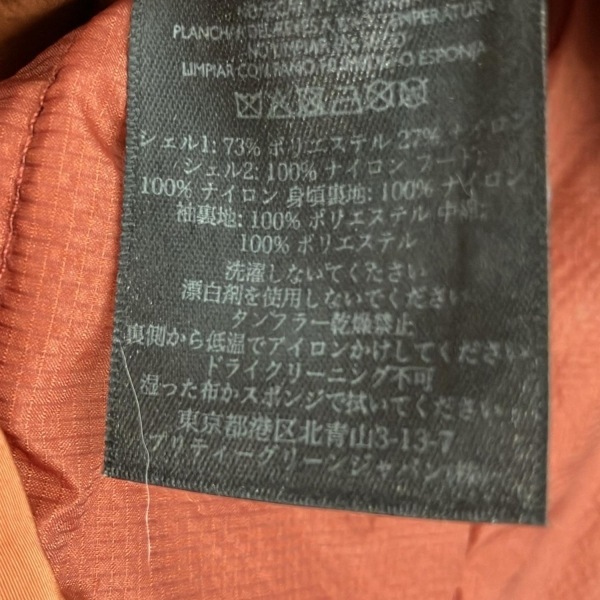 PLANCHA DELANTERA TEMPERATURA
NO LIMPIAR EN SECO
LIMPIAR CON PANO HUMEDO O ESPONJA
シェル1: 73% ポリエステル 27% ナイロン
シェル2: 100% ナイロン フード:
100% ナイロン 身頃裏地: 100% ナイロン
袖裏地: 100% ポリエステル 中綿:
100% ポリエステル
洗濯しないでください
漂白剤を使用しないでください
タンブラー乾燥禁止
裏側から低温でアイロンかけしてください
ドライクリーニング不可
湿った布かスポンジで拭いてください
東京都港区北青山3-13-7
プリティーグリーンジャパン